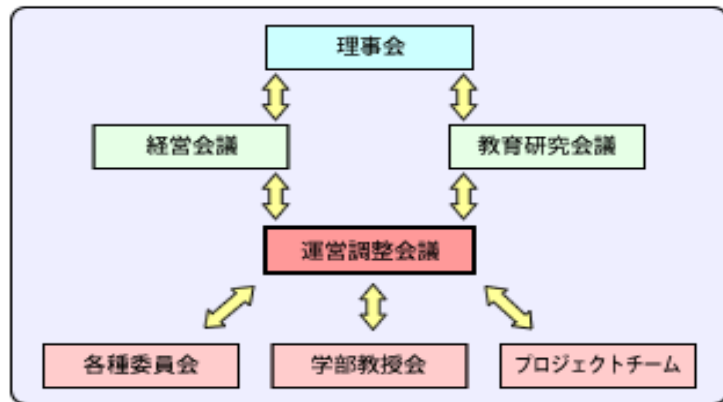 理事会
経営会議
教育研究会議
運営調整会議
各種委員会
学部教授会
プロジェクトチーム